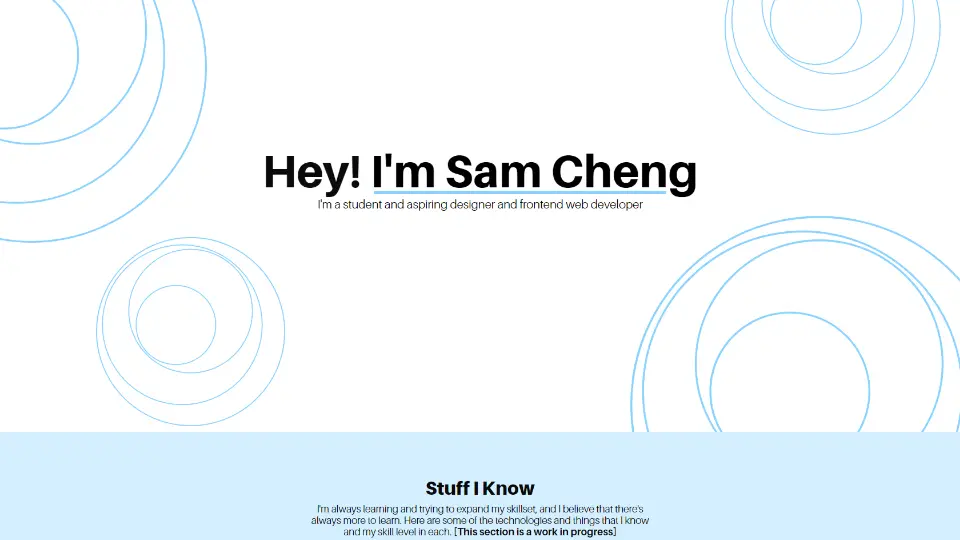 Hey! I'm Sam Cheng
I'm a student and aspiring designer and frontend web developer
Stuff I Know
I'm always learning and trying to expand my skillset, and I believe that there's
always more to learn. Here are some of the technologies and things that I know
and my skill level in each. [This section is a work in progress]